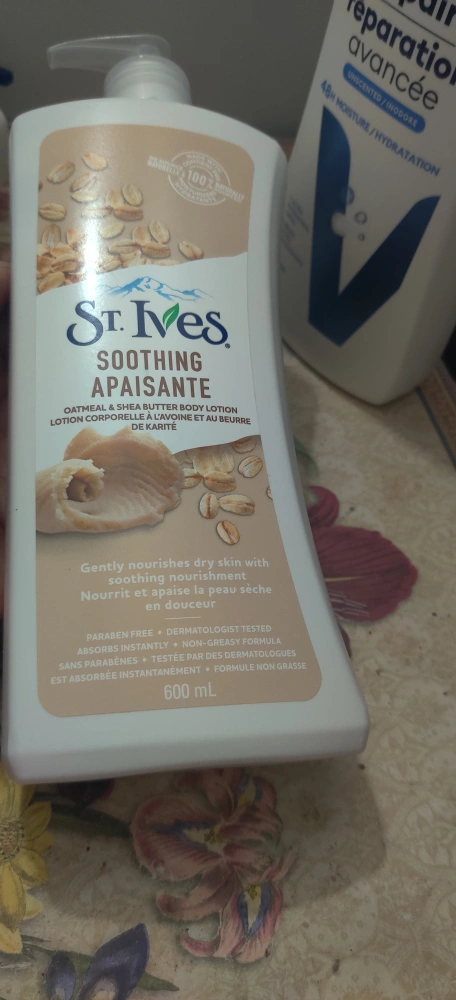 St. Ives
SOOTHING
APAISANTE
OATMEAL & SHEA BUTTER BODY LOTION
LOTION CORPORELLE À L'AVOINE ET AU BEURRE
DE KARITÉ
Gently nourishes dry skin with
soothing nourishment
Nourrit et apaise la peau sèche
en douceur
PARABEN FREE • DERMATOLOGIST TESTED
ABSORBS INSTANTLY • NON-GREASY FORMULA
SANS PARABÈNES • TESTÉE PAR DES DERMATOLOGUES
EST ABSORBÉE INSTANTANÉMENT • FORMULE NON GRASSE
600 mL
100%
réparation
avancée
UNSCENTED / INODORE
48H MOISTURE / HYDRATATION